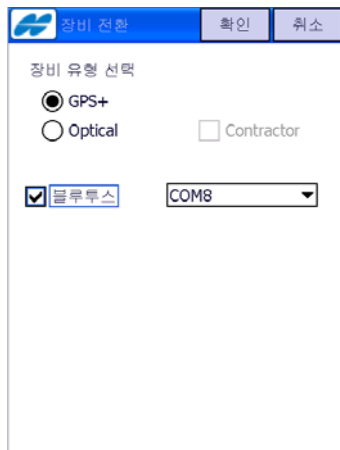 장비 전환 확인 취소
장비 유형 선택
GPS+
Optical Contractor
블루투스 COM8